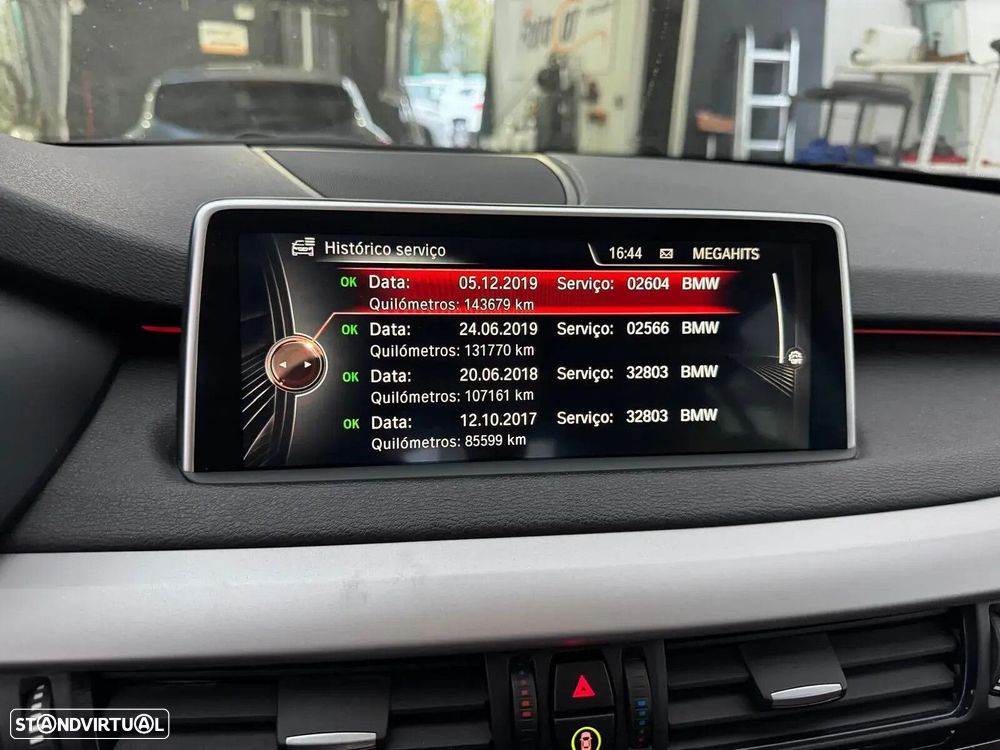 Histórico serviço 16:44 MEGAHITS
OK Data: 05.12.2019 Serviço: 02604 BMW
Quilómetros: 143679 km
OK Data: 24.06.2019 Serviço: 02566 BMW
Quilómetros: 131770 km
OK Data: 20.06.2018 Serviço: 32803 BMW
Quilómetros: 107161 km
OK Data: 12.10.2017 Serviço: 32803 BMW
Quilómetros: 85599 km
STANDVIRTUAL